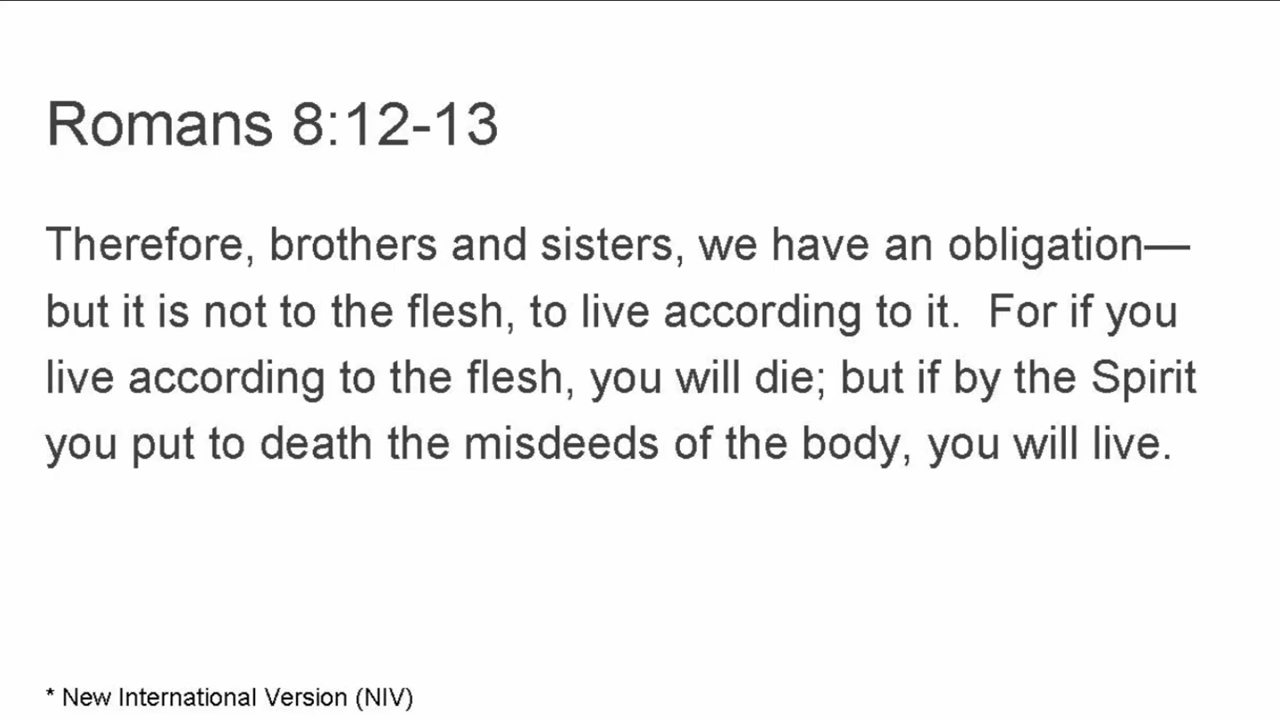 Romans 8:12-13
Therefore, brothers and sisters, we have an obligation—
but it is not to the flesh, to live according to it.  For if you
live according to the flesh, you will die; but if by the Spirit
you put to death the misdeeds of the body, you will live.
* New International Version (NIV)